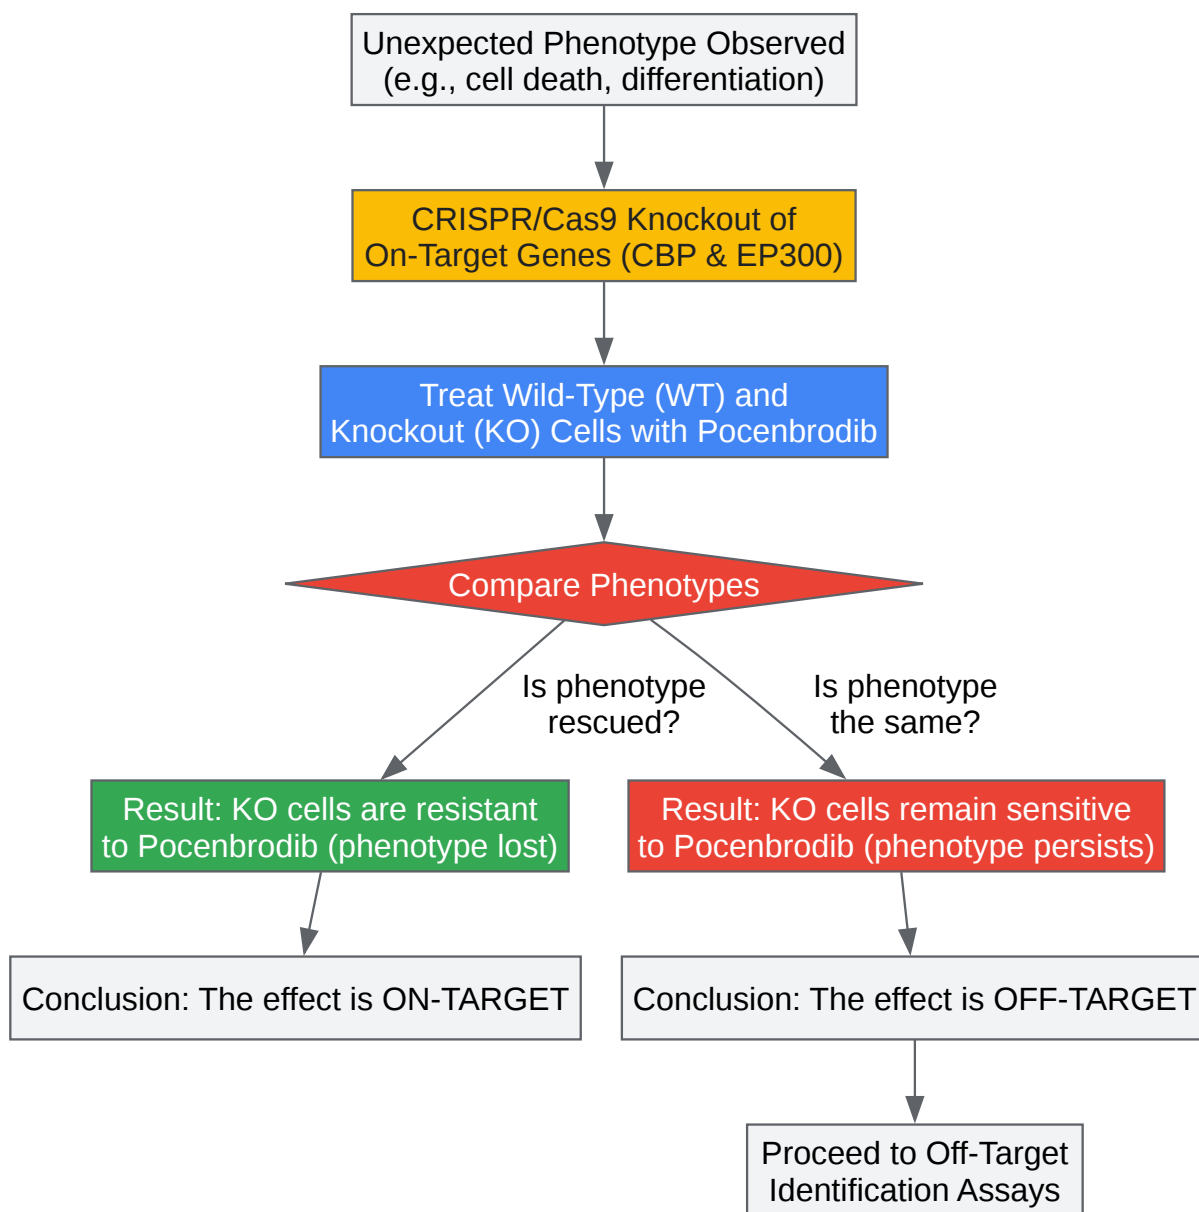 Unexpected Phenotype Observed
(e.g., cell death, differentiation)
CRISPR/Cas9 Knockout of
On-Target Genes (CBP & EP300)
Treat Wild-Type (WT) and
Knockout (KO) Cells with Pocenbrodib
Compare Phenotypes
Is phenotype
rescued?
Is phenotype
the same?
Result: KO cells are resistant
to Pocenbrodib (phenotype lost)
Result: KO cells remain sensitive
to Pocenbrodib (phenotype persists)
Conclusion: The effect is ON-TARGET
Conclusion: The effect is OFF-TARGET
Proceed to Off-Target
Identification Assays